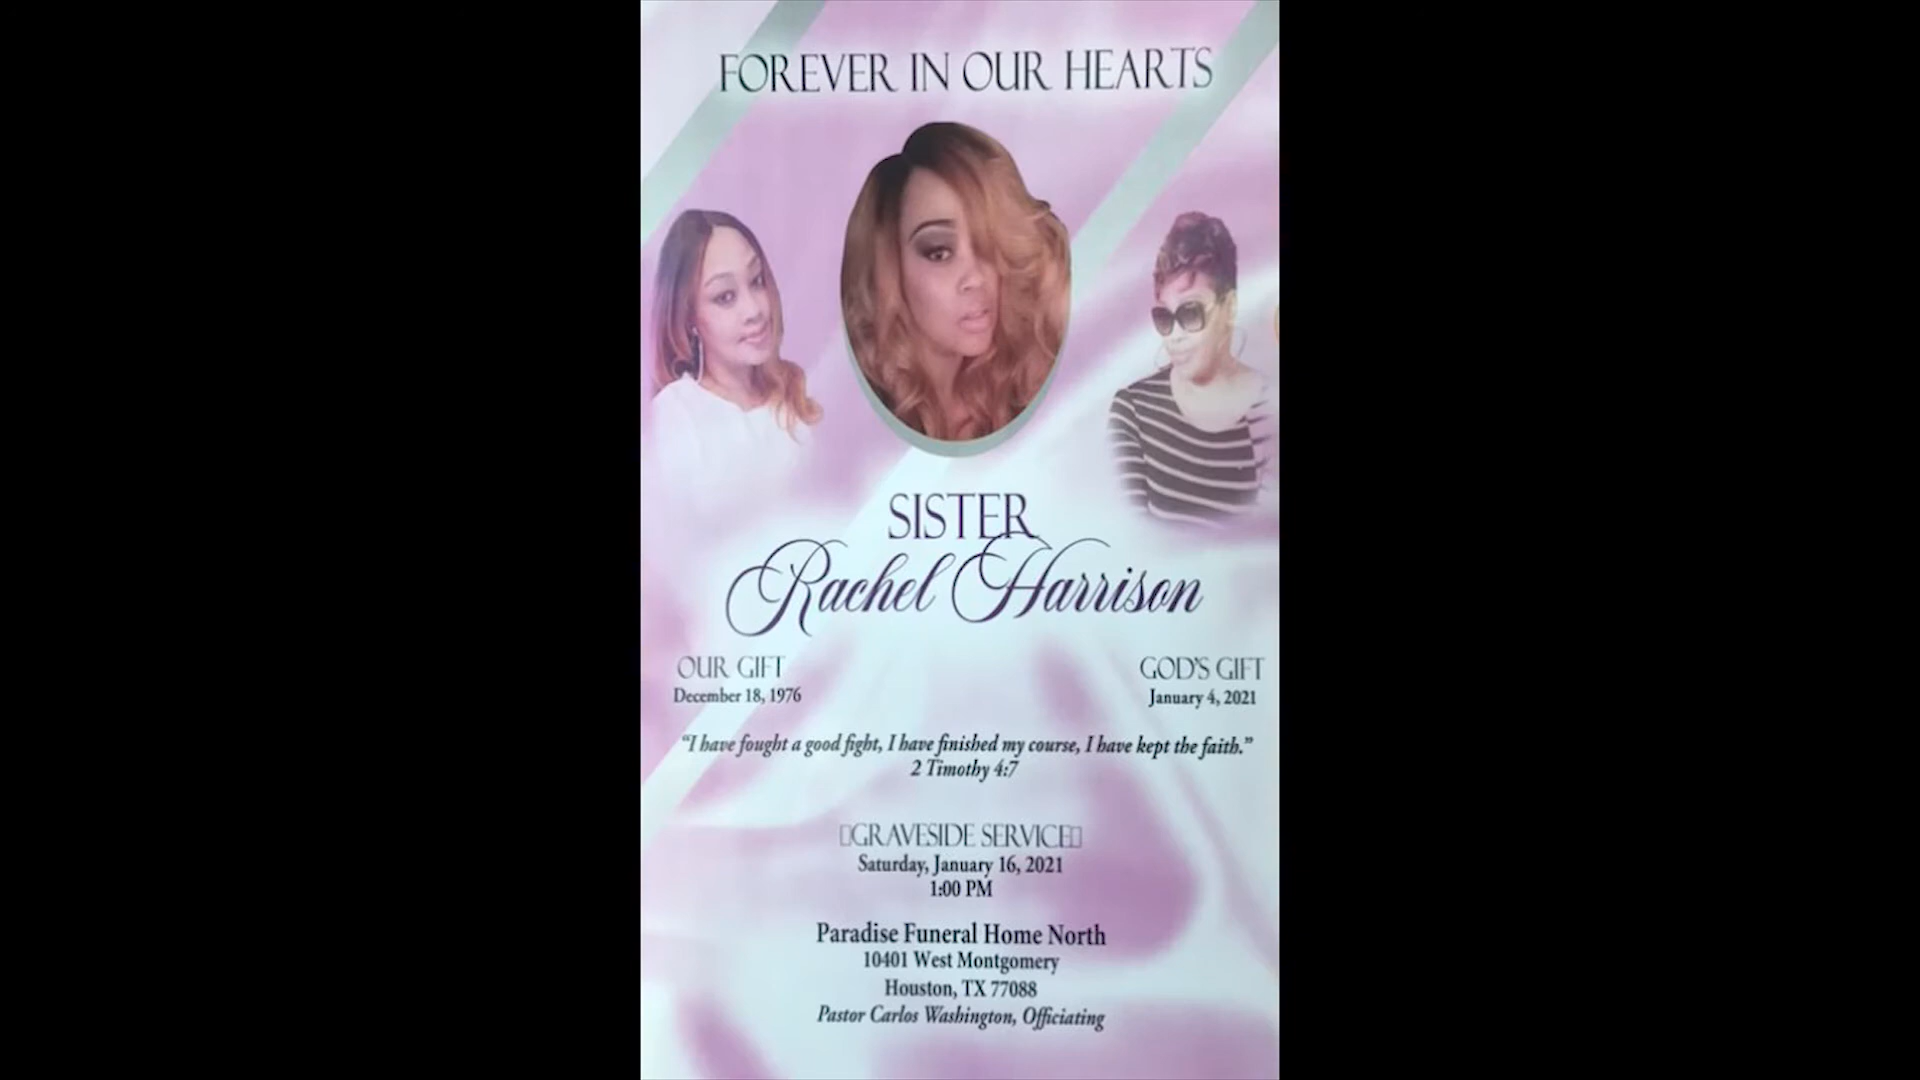 FOREVER IN OUR HEARTS
SISTER
Rachel Harrison
OUR GIFT
December 18, 1976
GOD'S GIFT
January 4, 2021
“I have fought a good fight, I have finished my course, I have kept the faith.”
2 Timothy 4:7
GRAVESIDE SERVICE
Saturday, January 16, 2021
1:00 PM
Paradise Funeral Home North
10401 West Montgomery
Houston, TX 77088
Pastor Carlos Washington, Officiating